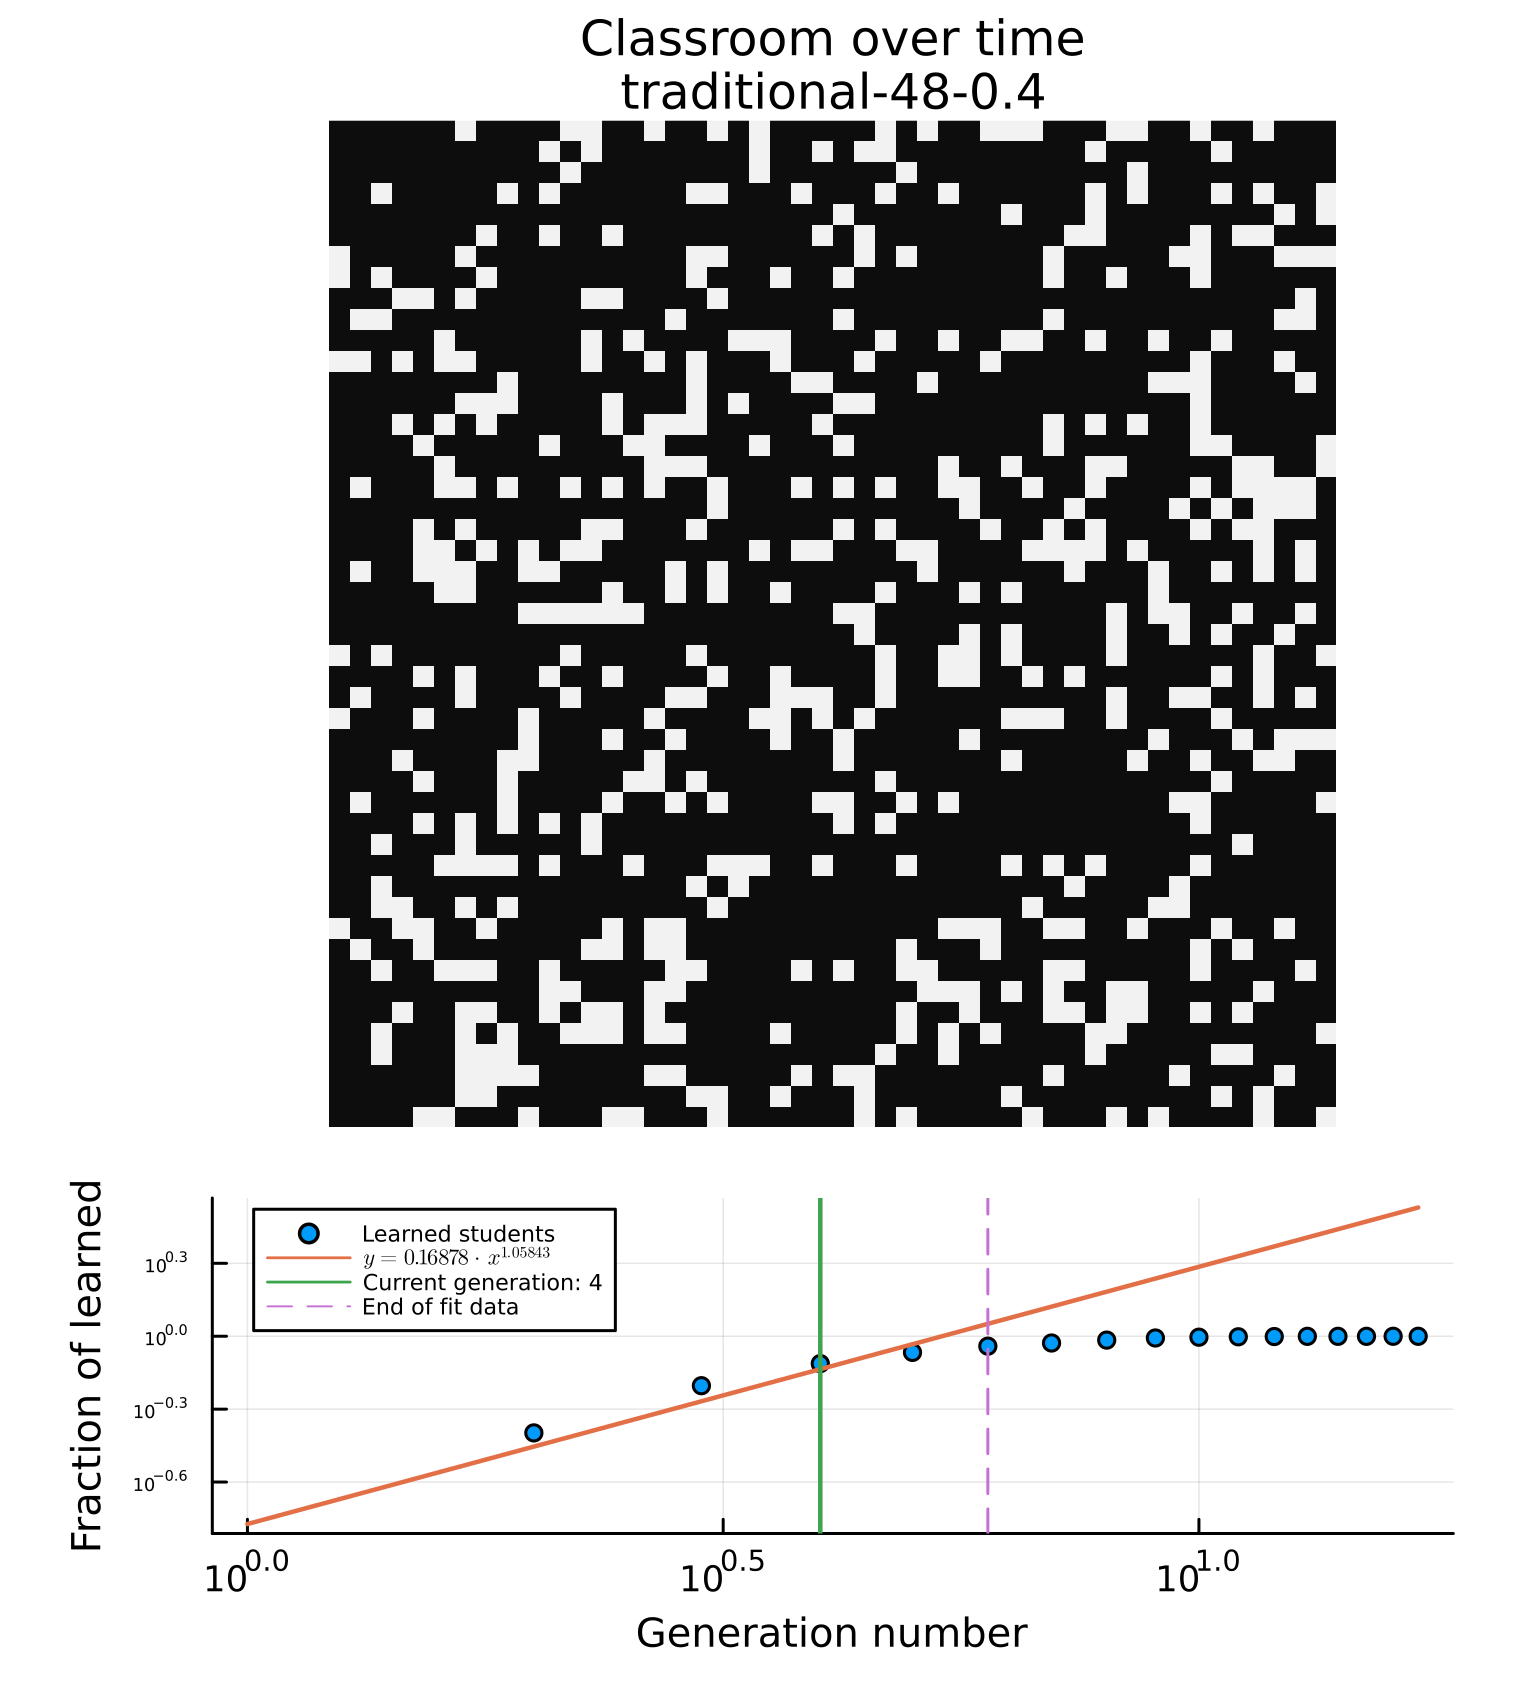 Classroom over time
traditional-48-0.4
Fraction of learned
10^0.3
10^0.0
10^−0.3
10^−0.6
Learned students
y = 0.16878 · x^1.05843
Current generation: 4
End of fit data
10^0.0
10^0.5
10^1.0
Generation number